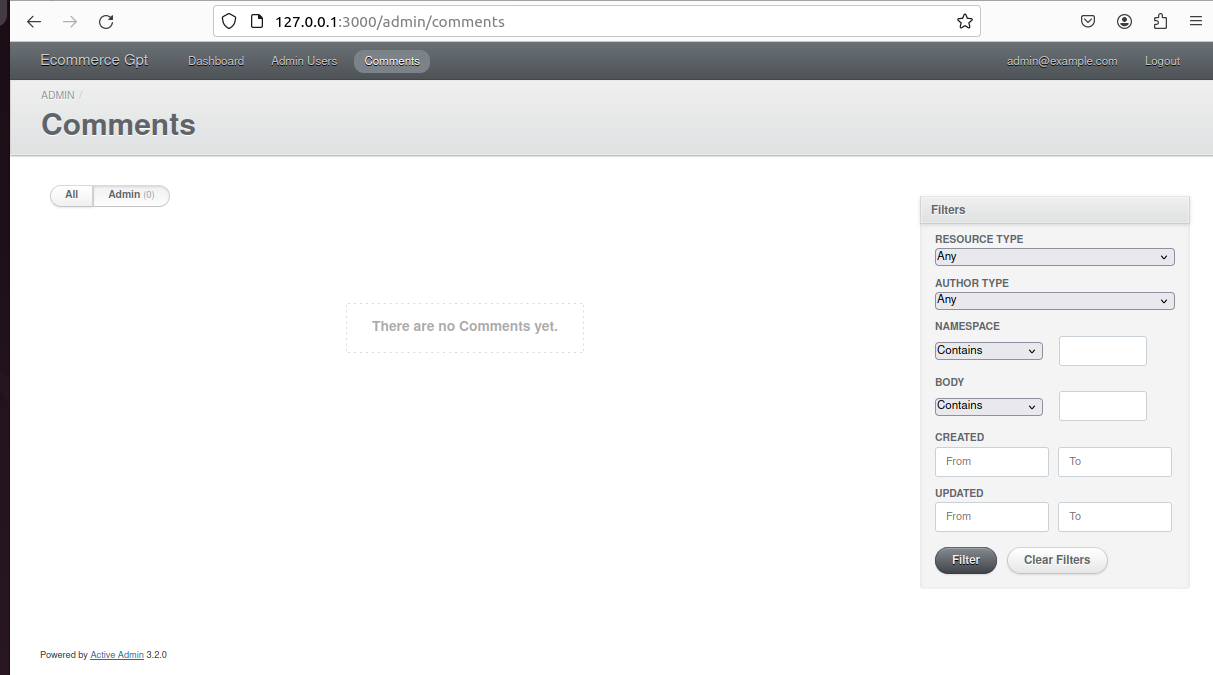 127.0.0.1:3000/admin/comments
Ecommerce Gpt Dashboard Admin Users Comments admin@example.com Logout
ADMIN /
Comments
All Admin (0)
There are no Comments yet.
Filters
RESOURCE TYPE
Any
AUTHOR TYPE
Any
NAMESPACE
Contains
BODY
Contains
CREATED
From To
UPDATED
From To
Filter Clear Filters
Powered by Active Admin 3.2.0